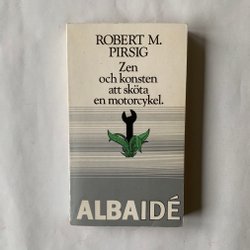 ROBERT M.
PIRSIG
Zen
och konsten
att sköta
en motorcykel.
ALBAIDÉ